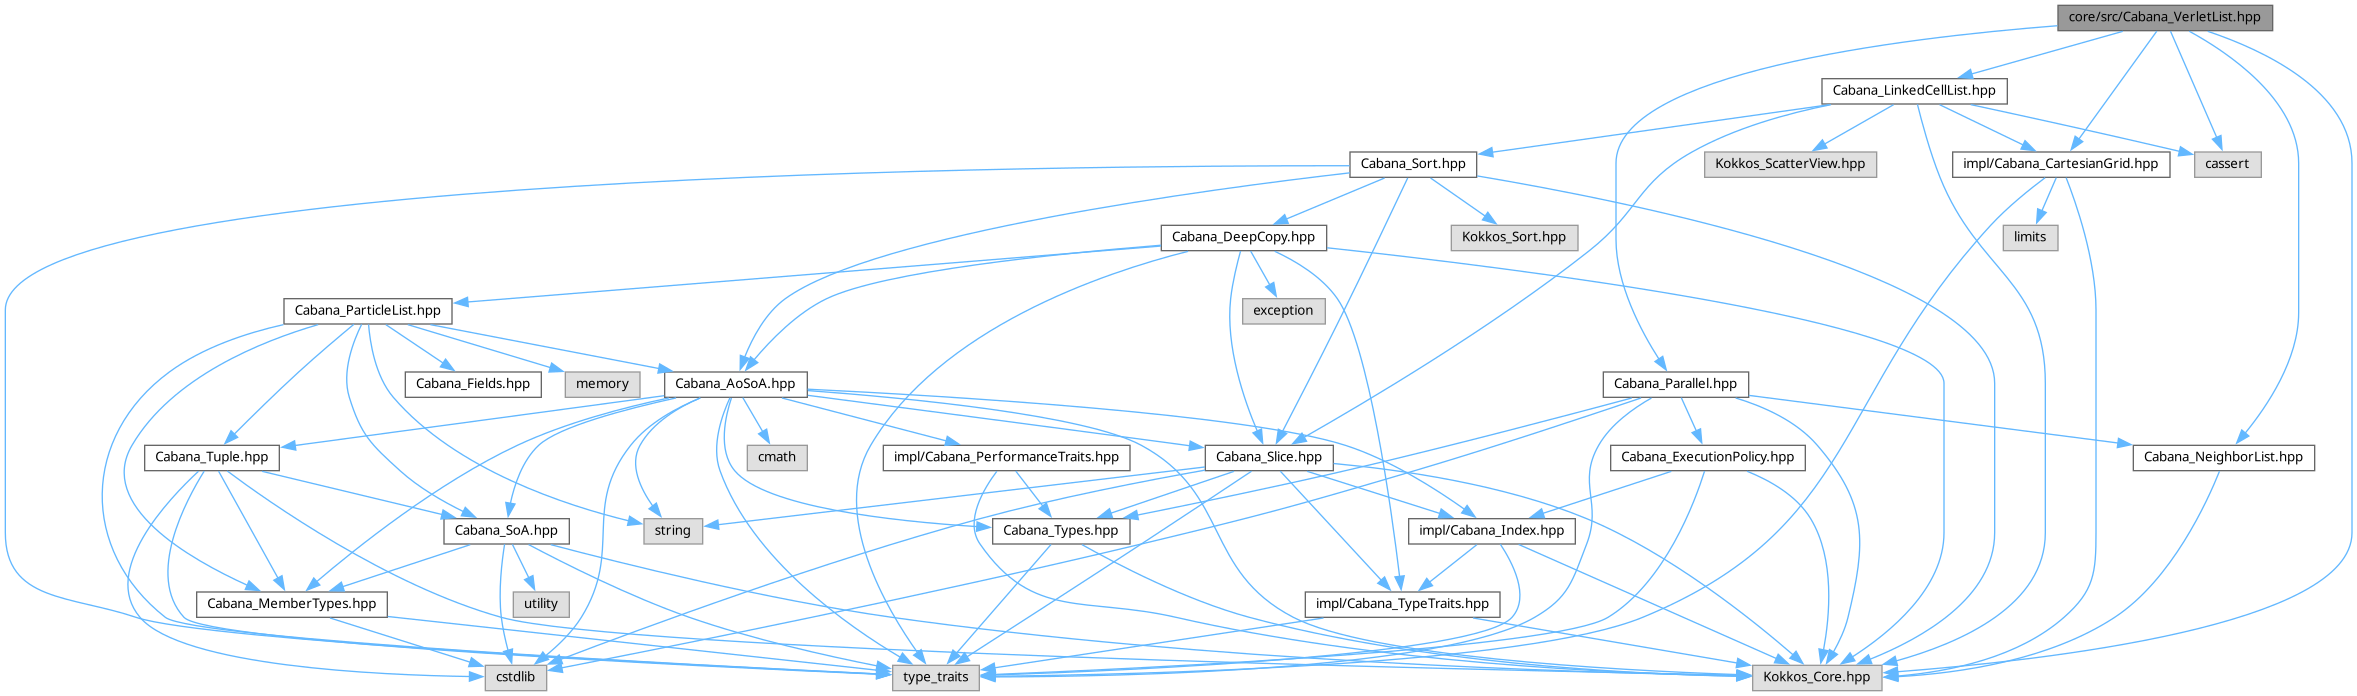 core/src/Cabana_VerletList.hpp
Cabana_LinkedCellList.hpp
Cabana_Sort.hpp
Kokkos_ScatterView.hpp
impl/Cabana_CartesianGrid.hpp
cassert
Cabana_DeepCopy.hpp
Kokkos_Sort.hpp
limits
Cabana_ParticleList.hpp
exception
Cabana_Fields.hpp
memory
Cabana_AoSoA.hpp
Cabana_Parallel.hpp
Cabana_Tuple.hpp
cmath
impl/Cabana_PerformanceTraits.hpp
Cabana_Slice.hpp
Cabana_ExecutionPolicy.hpp
Cabana_NeighborList.hpp
Cabana_SoA.hpp
string
Cabana_Types.hpp
impl/Cabana_Index.hpp
Cabana_MemberTypes.hpp
utility
impl/Cabana_TypeTraits.hpp
cstdlib
type_traits
Kokkos_Core.hpp